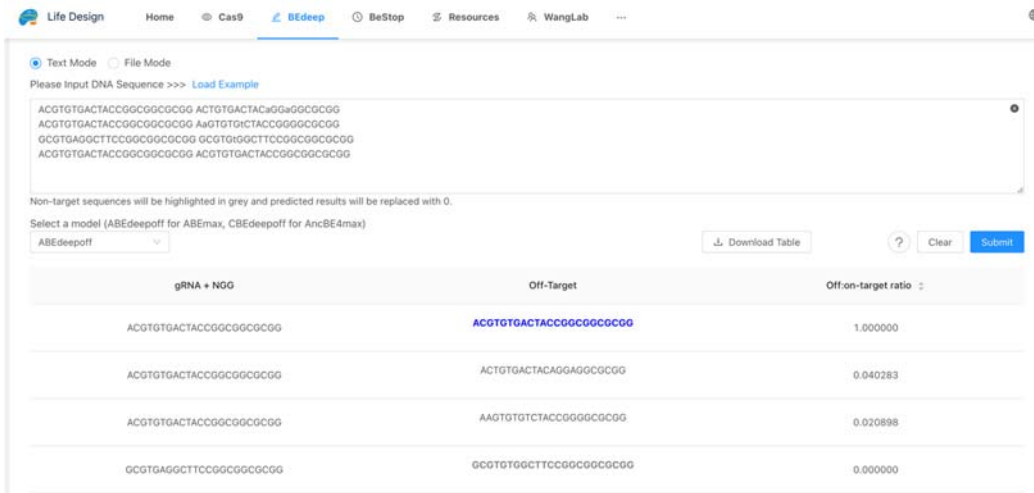 Life Design Home Cas9 BEdeep BeStop Resources WangLab ...
Text Mode File Mode
Please Input DNA Sequence >>> Load Example
ACGTGTGACTACCGGCGGCGCGG ACTGTGACTACaGGaGGCGCGG
ACGTGTGACTACCGGCGGCGCGG AaGTGTGtCTACCGGGGCGCGG
GCGTGAGGCTTCCGGCGGCGCGG GCGTGtGGCTTCCGGCGGCGCGG
ACGTGTGACTACCGGCGGCGCGG ACGTGTGACTACCGGCGGCGCGG
Non-target sequences will be highlighted in grey and predicted results will be replaced with 0.
Select a model (ABEdeepoff for ABEmax, CBEdeepoff for AncBE4max)
ABEdeepoff Download Table ? Clear Submit
gRNA + NGG Off-Target Off:on-target ratio
ACGTGTGACTACCGGCGGCGCGG ACGTGTGACTACCGGCGGCGCGG 1.000000
ACGTGTGACTACCGGCGGCGCGG ACTGTGACTACAGGAGGCGCGG 0.040283
ACGTGTGACTACCGGCGGCGCGG AAGTGTGTCTACCGGGGCGCGG 0.020898
GCGTGAGGCTTCCGGCGGCGCGG GCGTGTGGCTTCCGGCGGCGCGG 0.000000